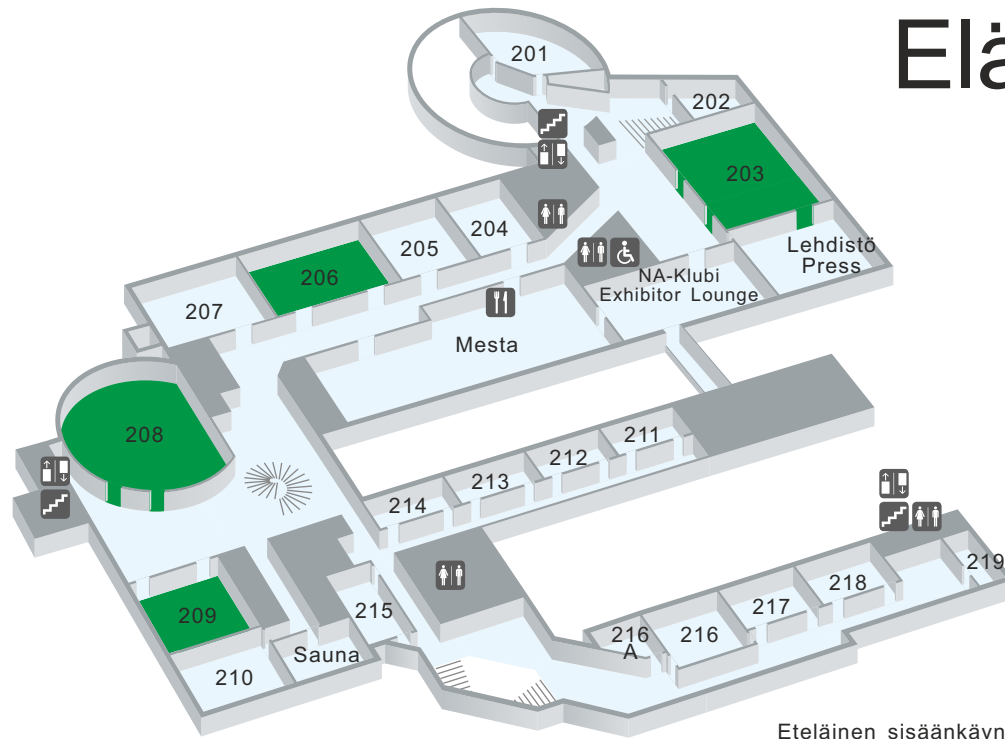 Elä
201
202
203
204
205
206
207
Lehdistö
Press
NA-Klubi
Exhibitor Lounge
Mesta
208
211
212
213
214
209
210
Sauna
215
216
A
216
217
218
219
Eteläinen sisäänkäyn